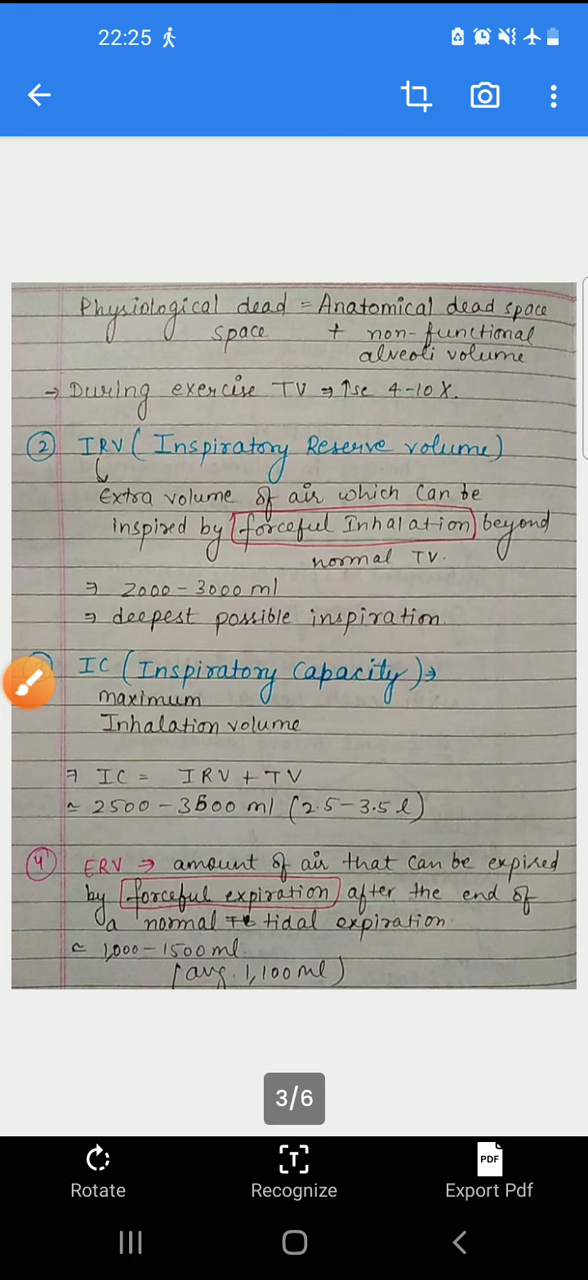 22:25
Physiological dead = Anatomical dead space
space + non-functional
alveoli volume
→ During exercise TV ⇒ ↑se 4-10 X.
② IRV (Inspiratory Reserve volume)
Extra volume of air which can be
inspired by forceful Inhalation beyond
normal TV.
⇒ 2000-3000 ml
⇒ deepest possible inspiration
IC (Inspiratory Capacity) →
maximum
Inhalation volume
⇒ IC = IRV + TV
≈ 2500-3500 ml (2.5-3.5 l)
④ ERV ⇒ amount of air that can be expired
by forceful expiration after the end of
a normal tidal expiration.
≈ 1,000-1500 ml.
(avg. 1,100 ml)
3/6
Rotate
Recognize
PDF
Export Pdf